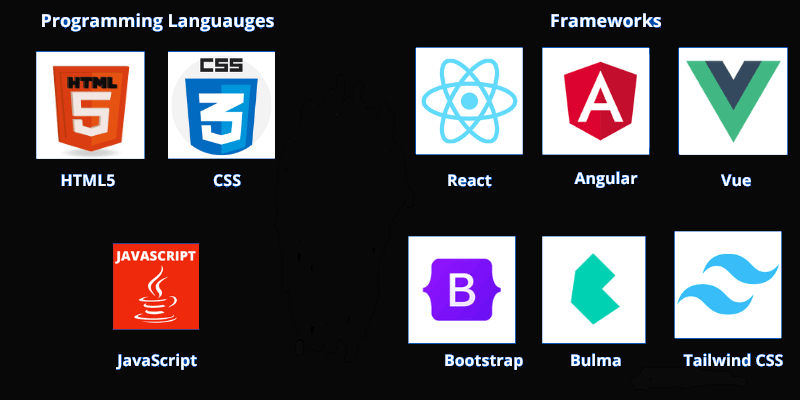 Programming Languauges
Frameworks
HTML
5
CSS
3
A
HTML5
CSS
React
Angular
Vue
JAVASCRIPT
B
JavaScript
Bootstrap
Bulma
Tailwind CSS